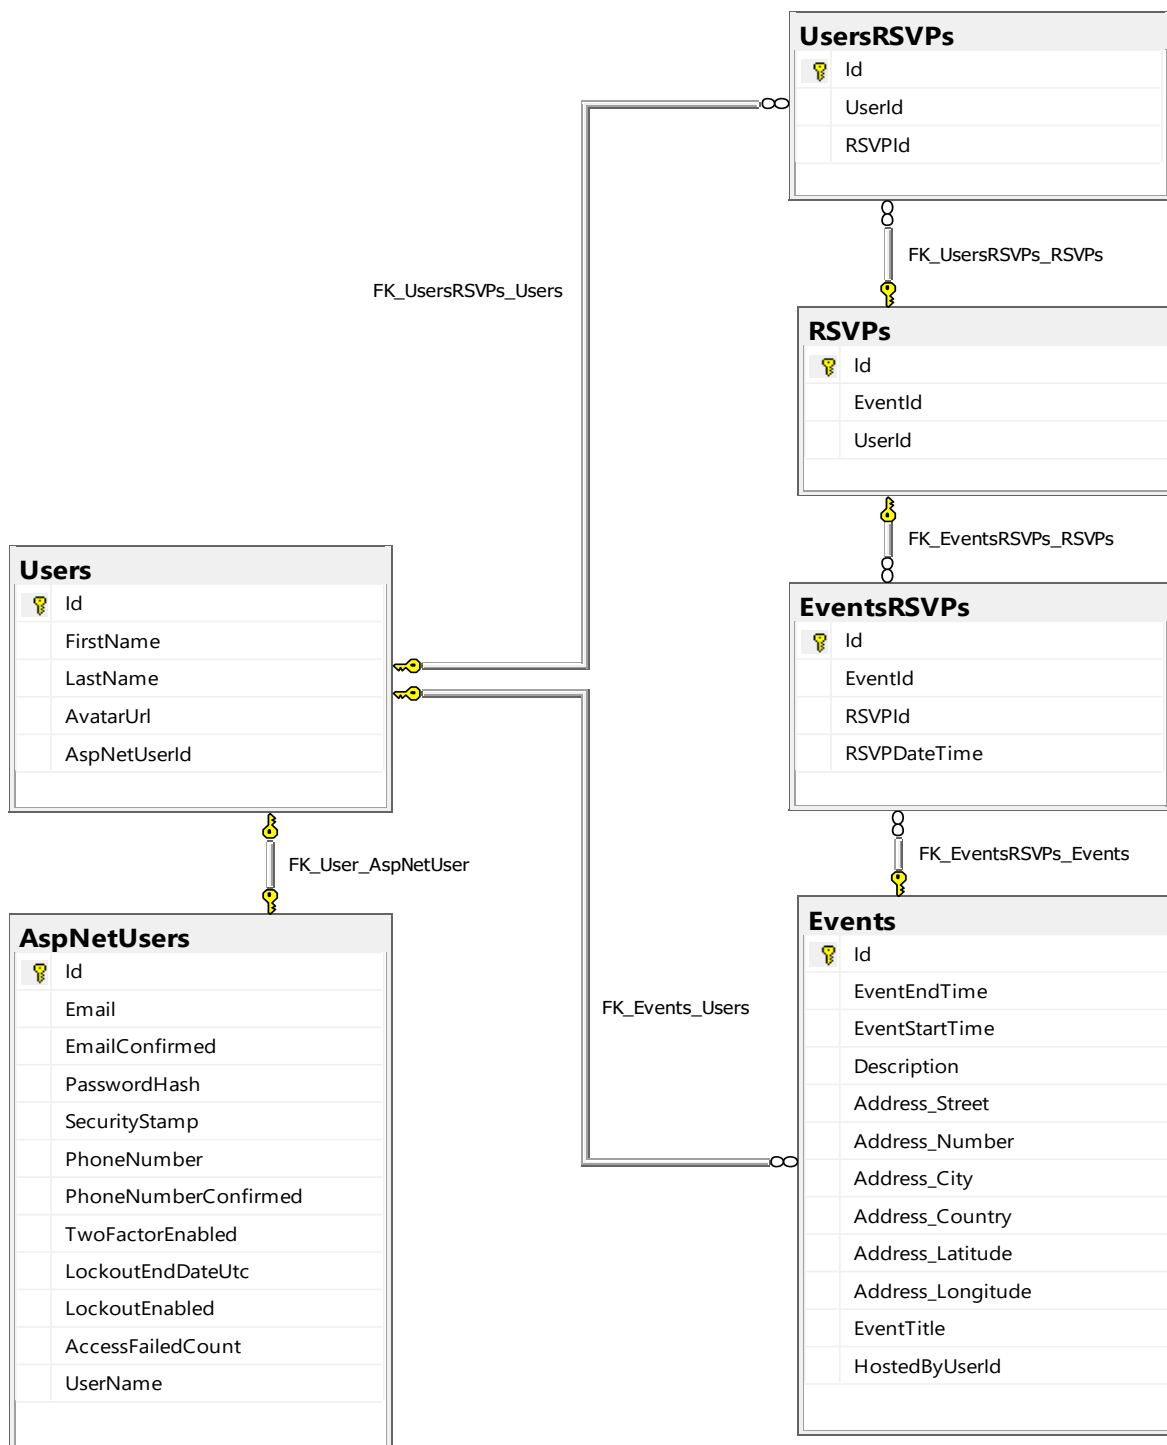 UsersRSVPs
Id
UserId
RSVPId
FK_UsersRSVPs_Users
FK_UsersRSVPs_RSVPs
RSVPs
Id
EventId
UserId
FK_EventsRSVPs_RSVPs
Users
Id
FirstName
LastName
AvatarUrl
AspNetUserId
EventsRSVPs
Id
EventId
RSVPId
RSVPDateTime
FK_User_AspNetUser
FK_EventsRSVPs_Events
AspNetUsers
Id
Email
EmailConfirmed
PasswordHash
SecurityStamp
PhoneNumber
PhoneNumberConfirmed
TwoFactorEnabled
LockoutEndDateUtc
LockoutEnabled
AccessFailedCount
UserName
FK_Events_Users
Events
Id
EventEndTime
EventStartTime
Description
Address_Street
Address_Number
Address_City
Address_Country
Address_Latitude
Address_Longitude
EventTitle
HostedByUserId